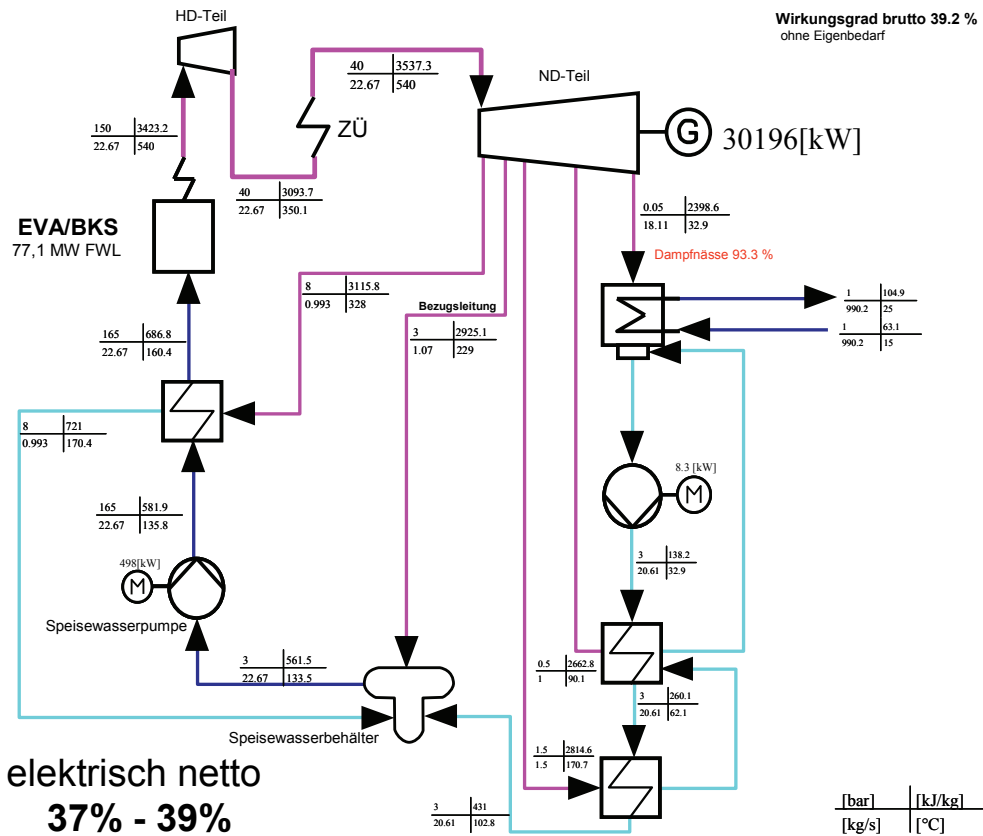 HD-Teil
Wirkungsgrad brutto 39.2 %
ohne Eigenbedarf
40 3537.3
22.67 540
ND-Teil
ZÜ
G
30196[kW]
150 3423.2
22.67 540
40 3093.7
22.67 350.1
0.05 2398.6
18.11 32.9
EVA/BKS
77,1 MW FWL
Dampfnässe 93.3 %
8 3115.8
0.993 328
1 104.9
990.2 25
Bezugsleitung
3 2925.1
1.07 229
1 63.1
990.2 15
165 686.8
22.67 160.4
8 721
0.993 170.4
8.3 [kW]
M
165 581.9
22.67 135.8
3 138.2
20.61 32.9
498[kW]
M
Speisewasserpumpe
3 561.5
22.67 133.5
0.5 2662.8
1 90.1
3 260.1
20.61 62.1
Speisewasserbehälter
1.5 2814.6
1.5 170.7
elektrisch netto
37% - 39%
3 431
20.61 102.8
[bar] [kJ/kg]
[kg/s] [°C]